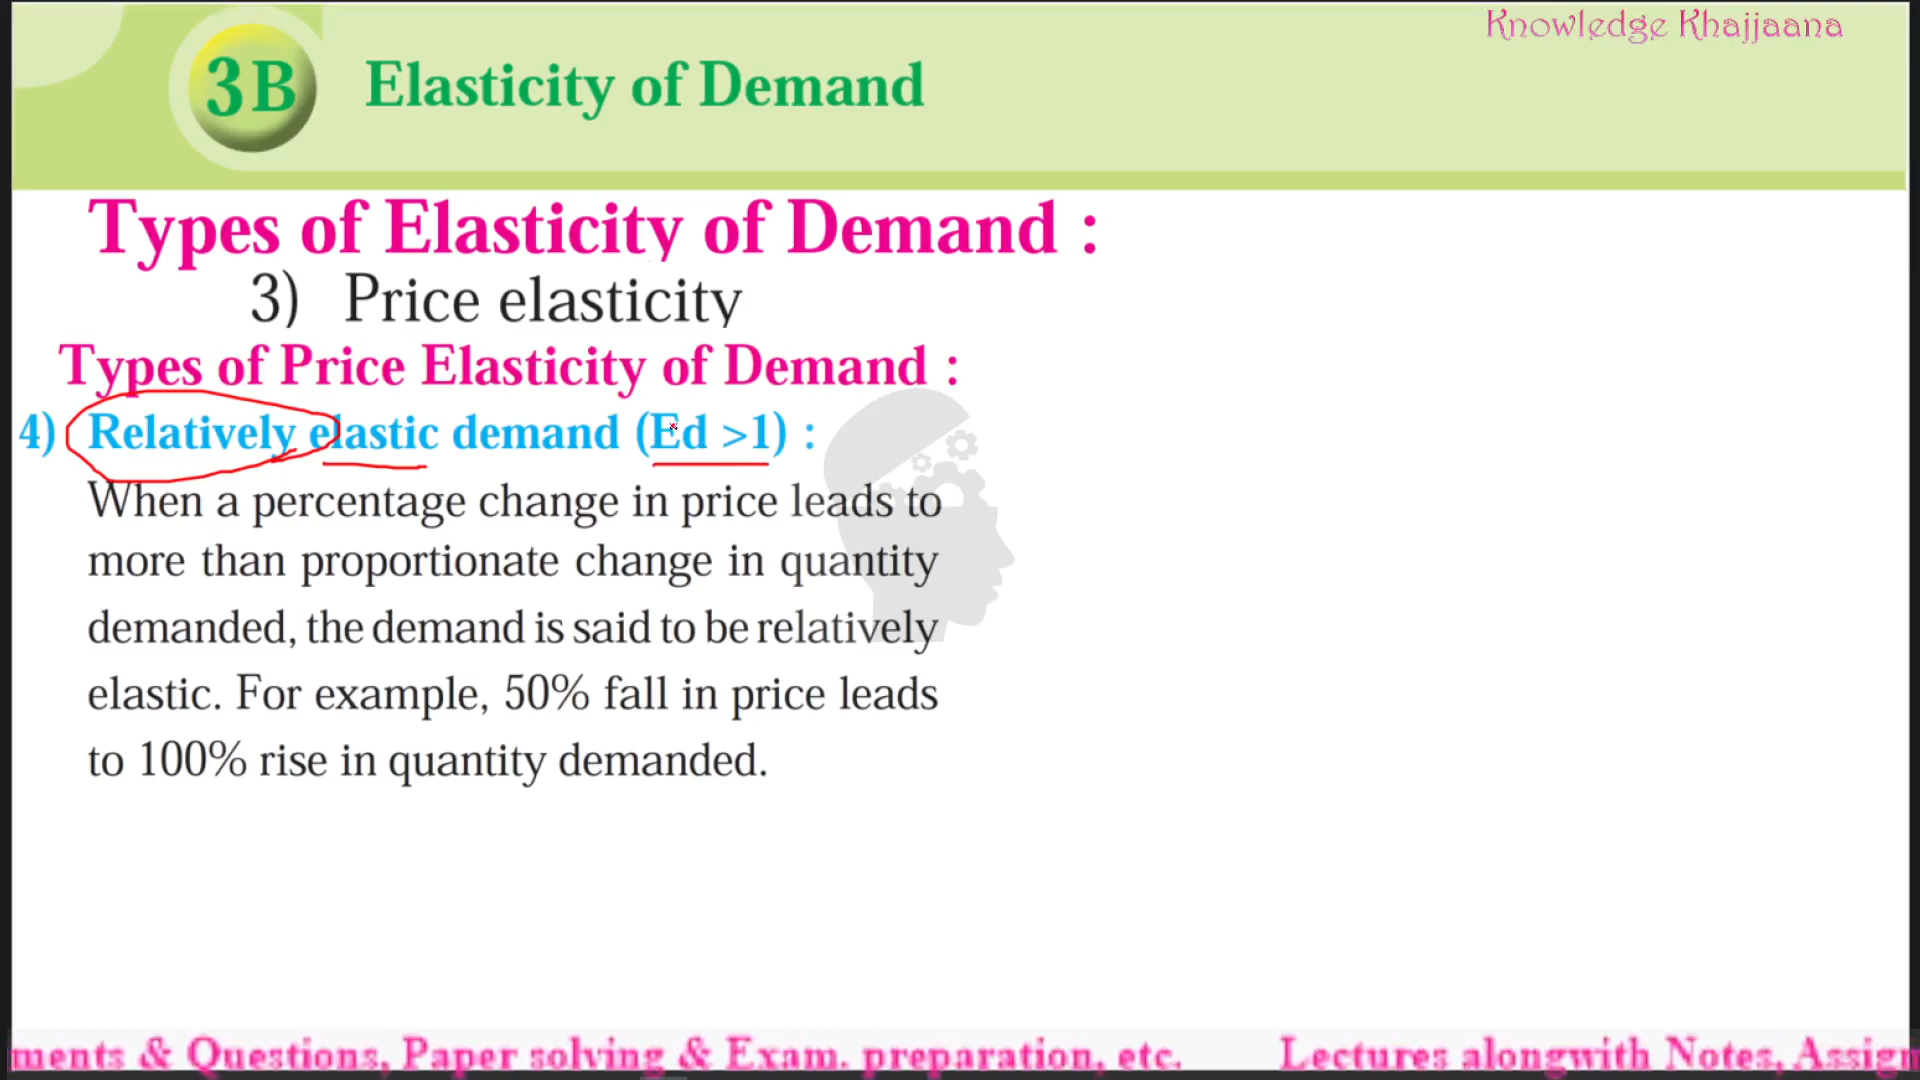 Knowledge Khajjaana
3B Elasticity of Demand
Types of Elasticity of Demand :
3) Price elasticity
Types of Price Elasticity of Demand :
4) Relatively elastic demand (Ed >1) :
When a percentage change in price leads to
more than proportionate change in quantity
demanded, the demand is said to be relatively
elastic. For example, 50% fall in price leads
to 100% rise in quantity demanded.
ments & Questions, Paper solving & Exam. preparation, etc. Lectures alongwith Notes, Assign